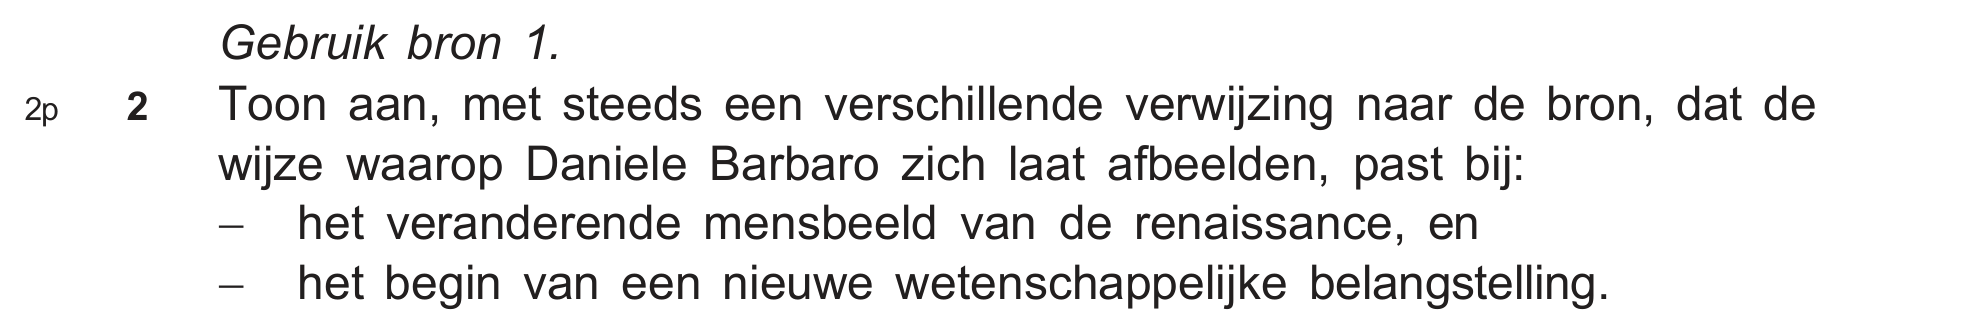 Gebruik bron 1.
2p 2 Toon aan, met steeds een verschillende verwijzing naar de bron, dat de
wijze waarop Daniele Barbaro zich laat afbeelden, past bij:
– het veranderende mensbeeld van de renaissance, en
– het begin van een nieuwe wetenschappelijke belangstelling.